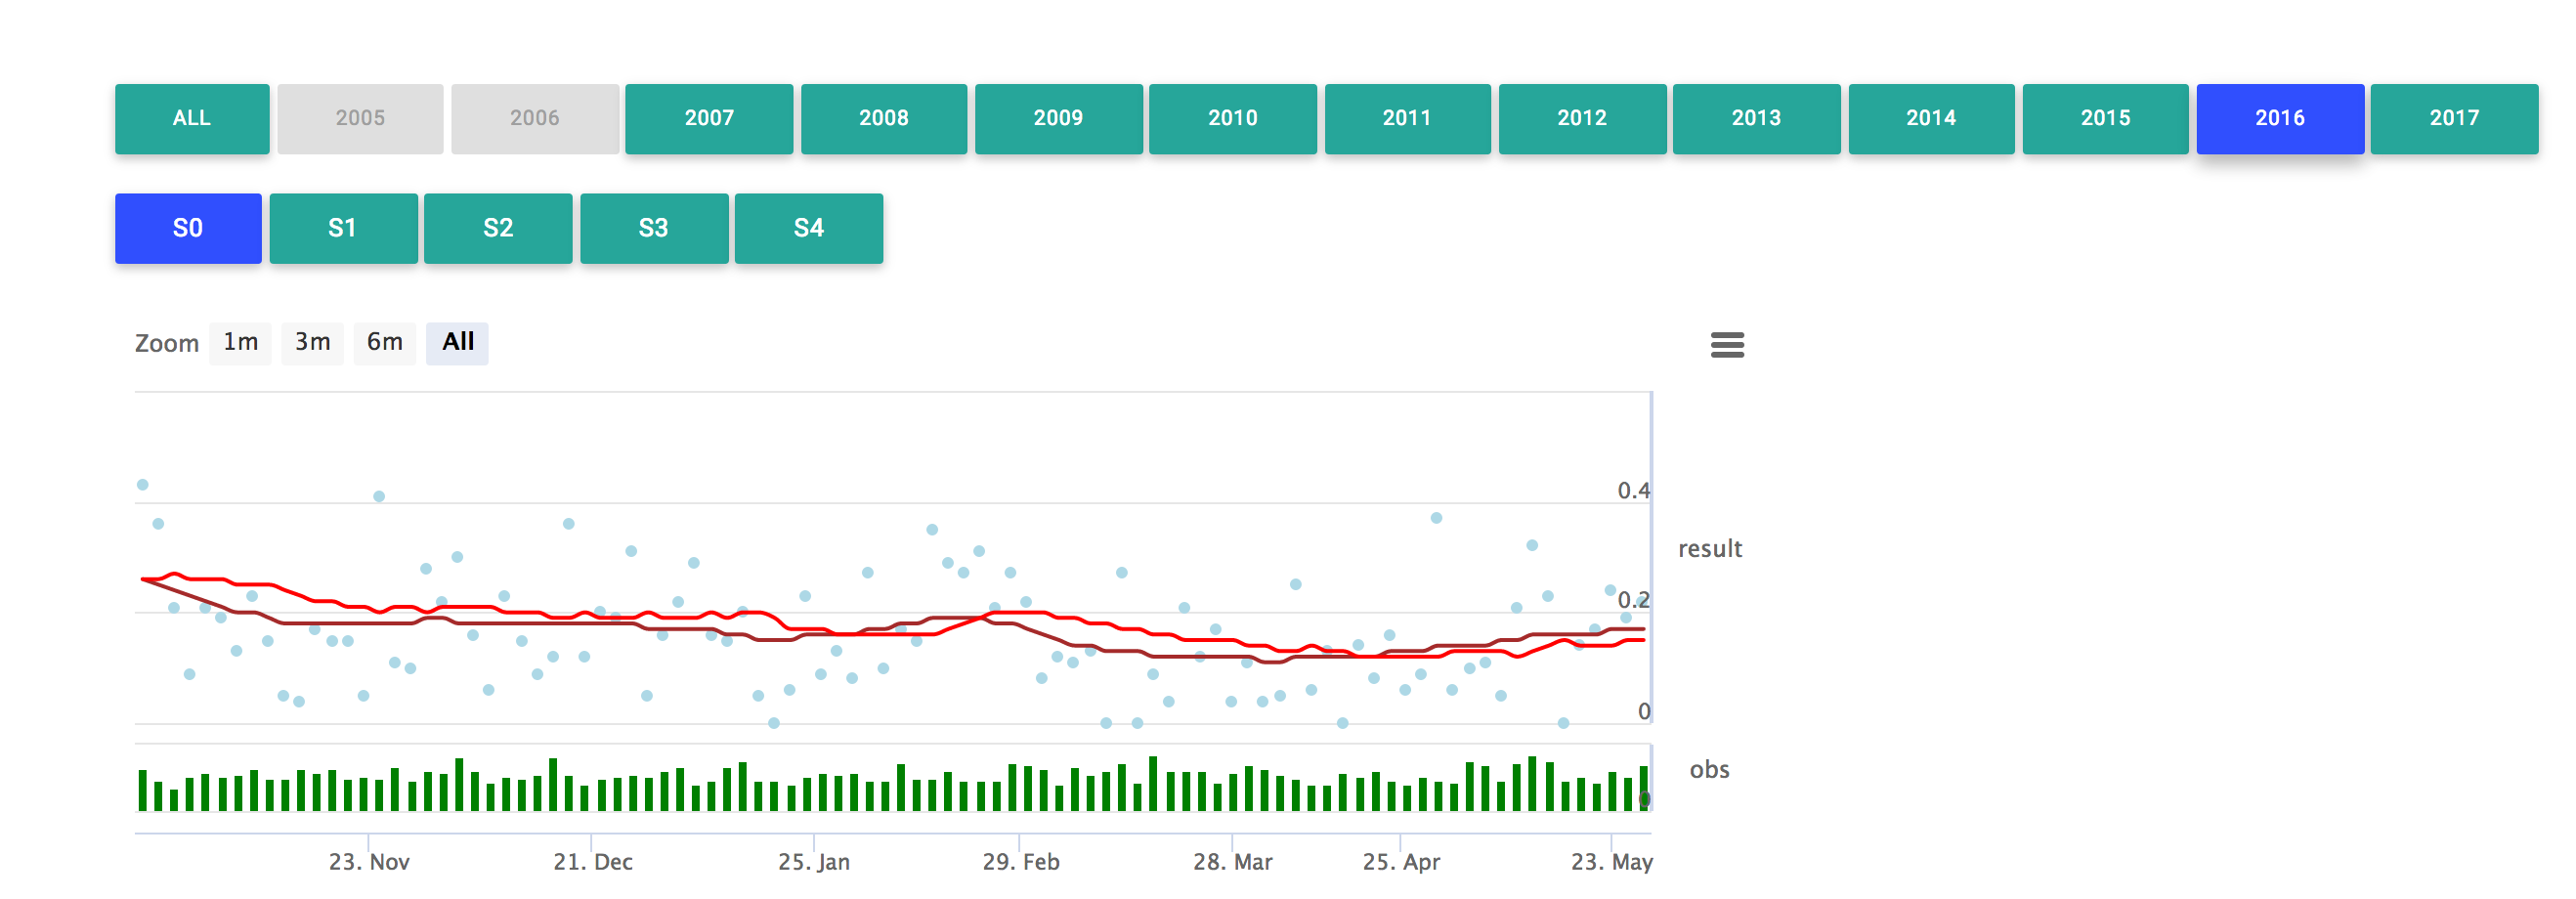 ALL 2005 2006 2007 2008 2009 2010 2011 2012 2013 2014 2015 2016 2017
S0 S1 S2 S3 S4
Zoom 1m 3m 6m All
0.4
result
0.2
0
obs
0
23. Nov 21. Dec 25. Jan 29. Feb 28. Mar 25. Apr 23. May